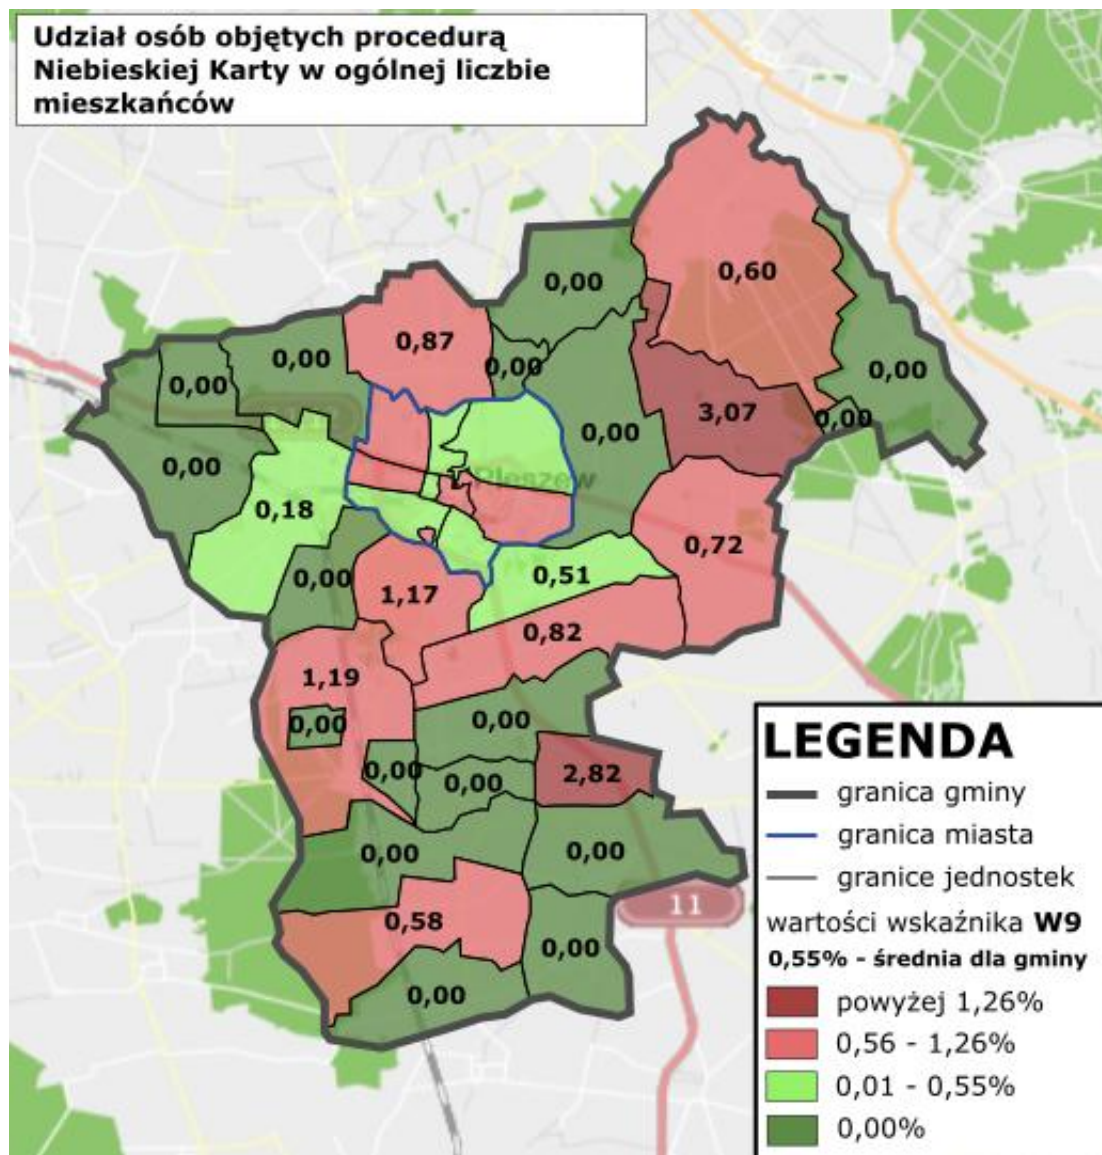 Udział osób objętych procedurą
Niebieskiej Karty w ogólnej liczbie
mieszkańców
0,60
0,00
0,87
0,00
0,00
0,00
0,00
3,07
0,00
0,00
0,00
0,18
0,72
0,00
0,51
1,17
0,82
1,19
0,00
0,00
0,00
0,00
2,82
0,00
0,00
0,58
0,00
0,00
Pleszew
11
LEGENDA
granica gminy
granica miasta
granice jednostek
wartości wskaźnika W9
0,55% - średnia dla gminy
powyżej 1,26%
0,56 - 1,26%
0,01 - 0,55%
0,00%